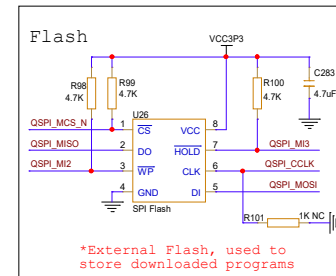 Flash
VCC3P3
R98
4.7K
R99
4.7K
R100
4.7K
C283
4.7uF
U26
QSPI_MCS_N
1
CS
VCC
8
QSPI_MISO
2
DO
HOLD
7
QSPI_MI3
QSPI_MI2
3
WP
CLK
6
QSPI_CCLK
4
GND
DI
5
QSPI_MOSI
SPI Flash
R101
1K NC
*External Flash, used to
store downloaded programs